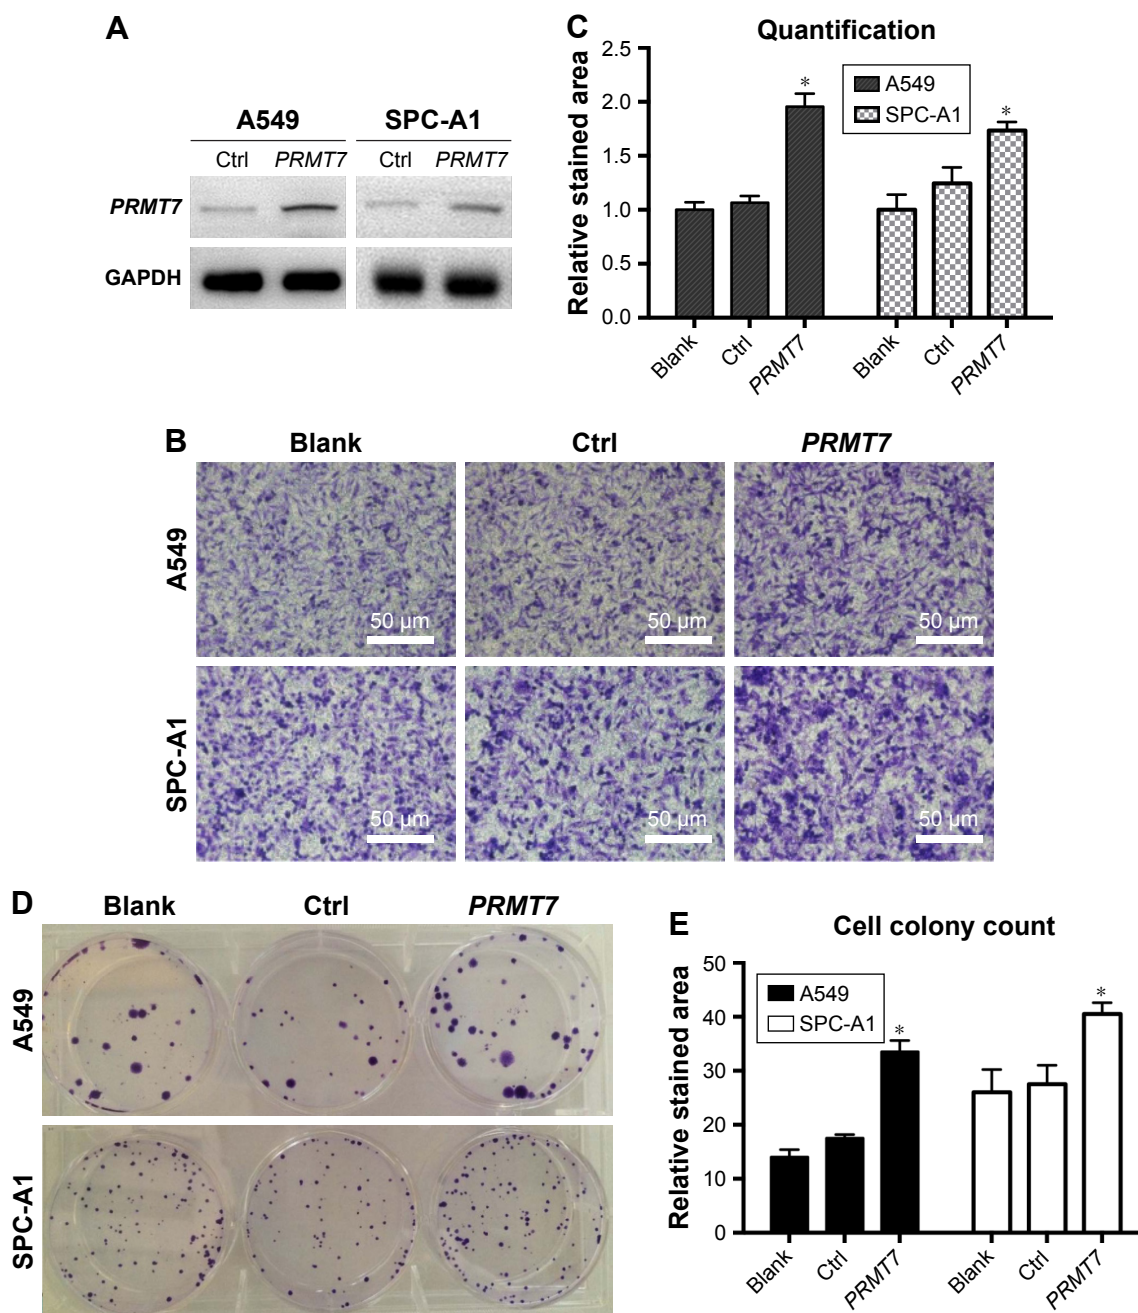 A
A549
SPC-A1
Ctrl
PRMT7
Ctrl
PRMT7
PRMT7
GAPDH
C
Quantification
Relative stained area
2.5
2.0
1.5
1.0
0.5
0.0
A549
SPC-A1
*
*
Blank
Ctrl
PRMT7
Blank
Ctrl
PRMT7
B
Blank
Ctrl
PRMT7
A549
50 µm
50 µm
50 µm
SPC-A1
50 µm
50 µm
50 µm
D
Blank
Ctrl
PRMT7
A549
SPC-A1
E
Cell colony count
Relative stained area
50
40
30
20
10
0
A549
SPC-A1
*
*
Blank
Ctrl
PRMT7
Blank
Ctrl
PRMT7